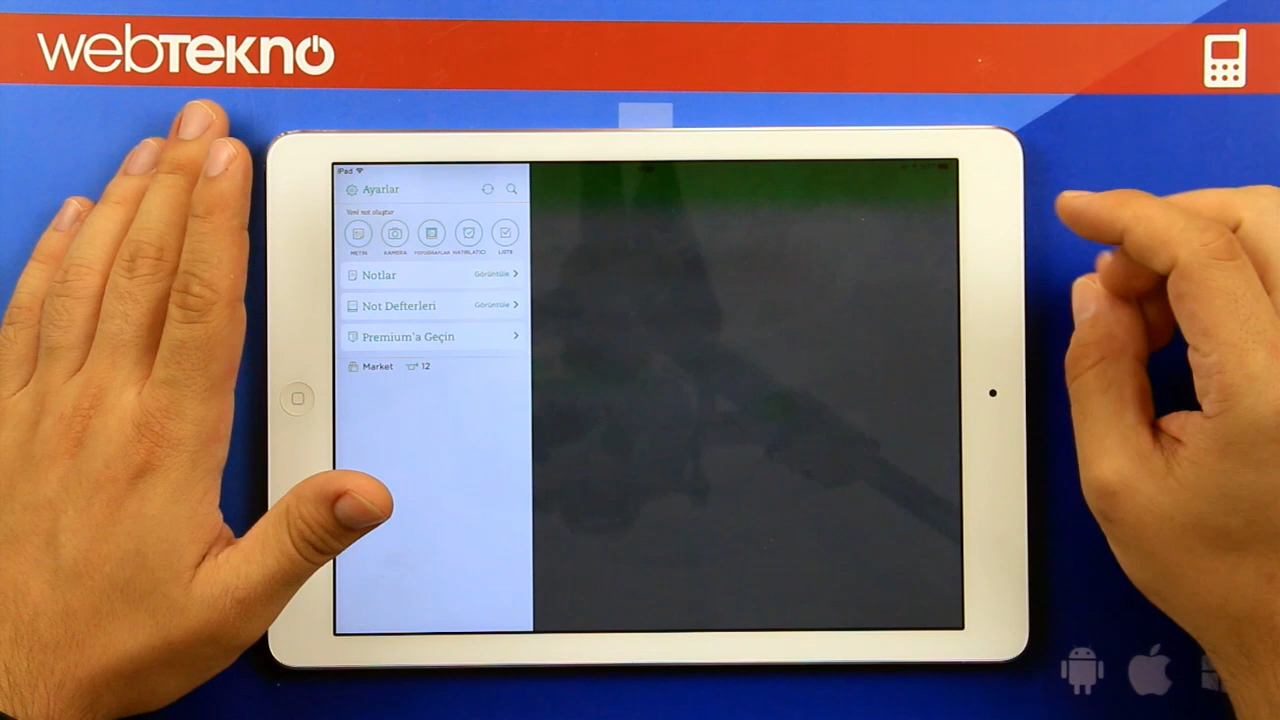 webTEKNO
iPad
Ayarlar
Yeni not oluştur
METİN KAMERA FOTOĞRAFLAR HATIRLATICI LİSTE
Notlar Görüntüle
Not Defterleri Görüntüle
Premium'a Geçin
Market 12